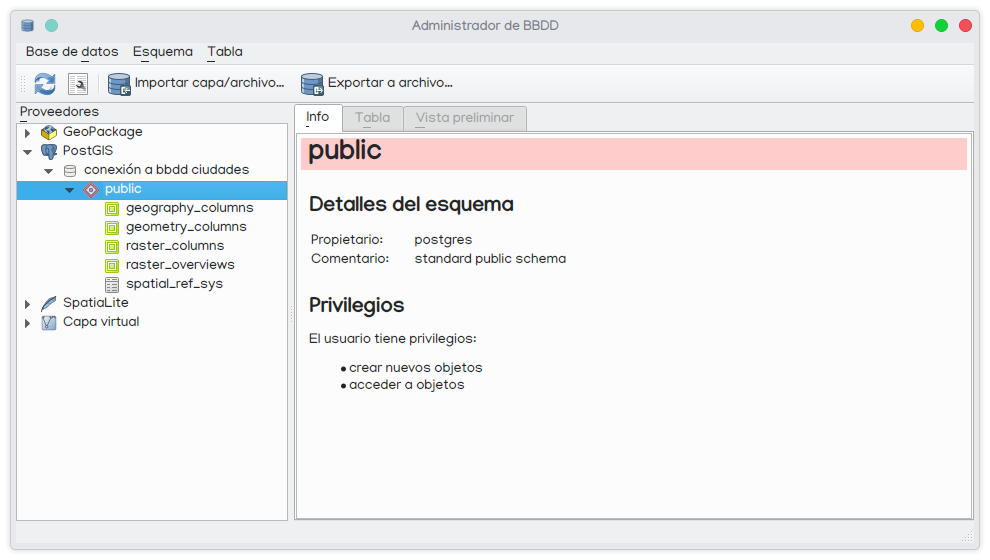 Administrador de BBDD
Base de datos Esquema Tabla
Importar capa/archivo... Exportar a archivo...
Proveedores
GeoPackage
PostGIS
conexión a bbdd ciudades
public
geography_columns
geometry_columns
raster_columns
raster_overviews
spatial_ref_sys
SpatiaLite
Capa virtual
Info Tabla Vista preliminar
public
Detalles del esquema
Propietario: postgres
Comentario: standard public schema
Privilegios
El usuario tiene privilegios:
• crear nuevos objetos
• acceder a objetos